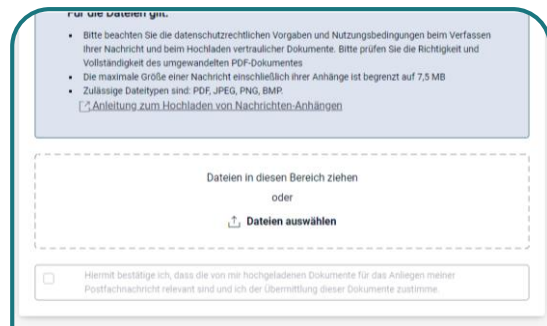 Für die Dateien gilt:
Bitte beachten Sie die datenschutzrechtlichen Vorgaben und Nutzungsbedingungen beim Verfassen
Ihrer Nachricht und beim Hochladen vertraulicher Dokumente. Bitte prüfen Sie die Richtigkeit und
Vollständigkeit des umgewandelten PDF-Dokumentes
Die maximale Größe einer Nachricht einschließlich ihrer Anhänge ist begrenzt auf 7,5 MB
Zulässige Dateitypen sind: PDF, JPEG, PNG, BMP.
Anleitung zum Hochladen von Nachrichten-Anhängen
Dateien in diesen Bereich ziehen
oder
Dateien auswählen
Hiermit bestätige ich, dass die von mir hochgeladenen Dokumente für das Anliegen meiner
Postfachnachricht relevant sind und ich der Übermittlung dieser Dokumente zustimme.